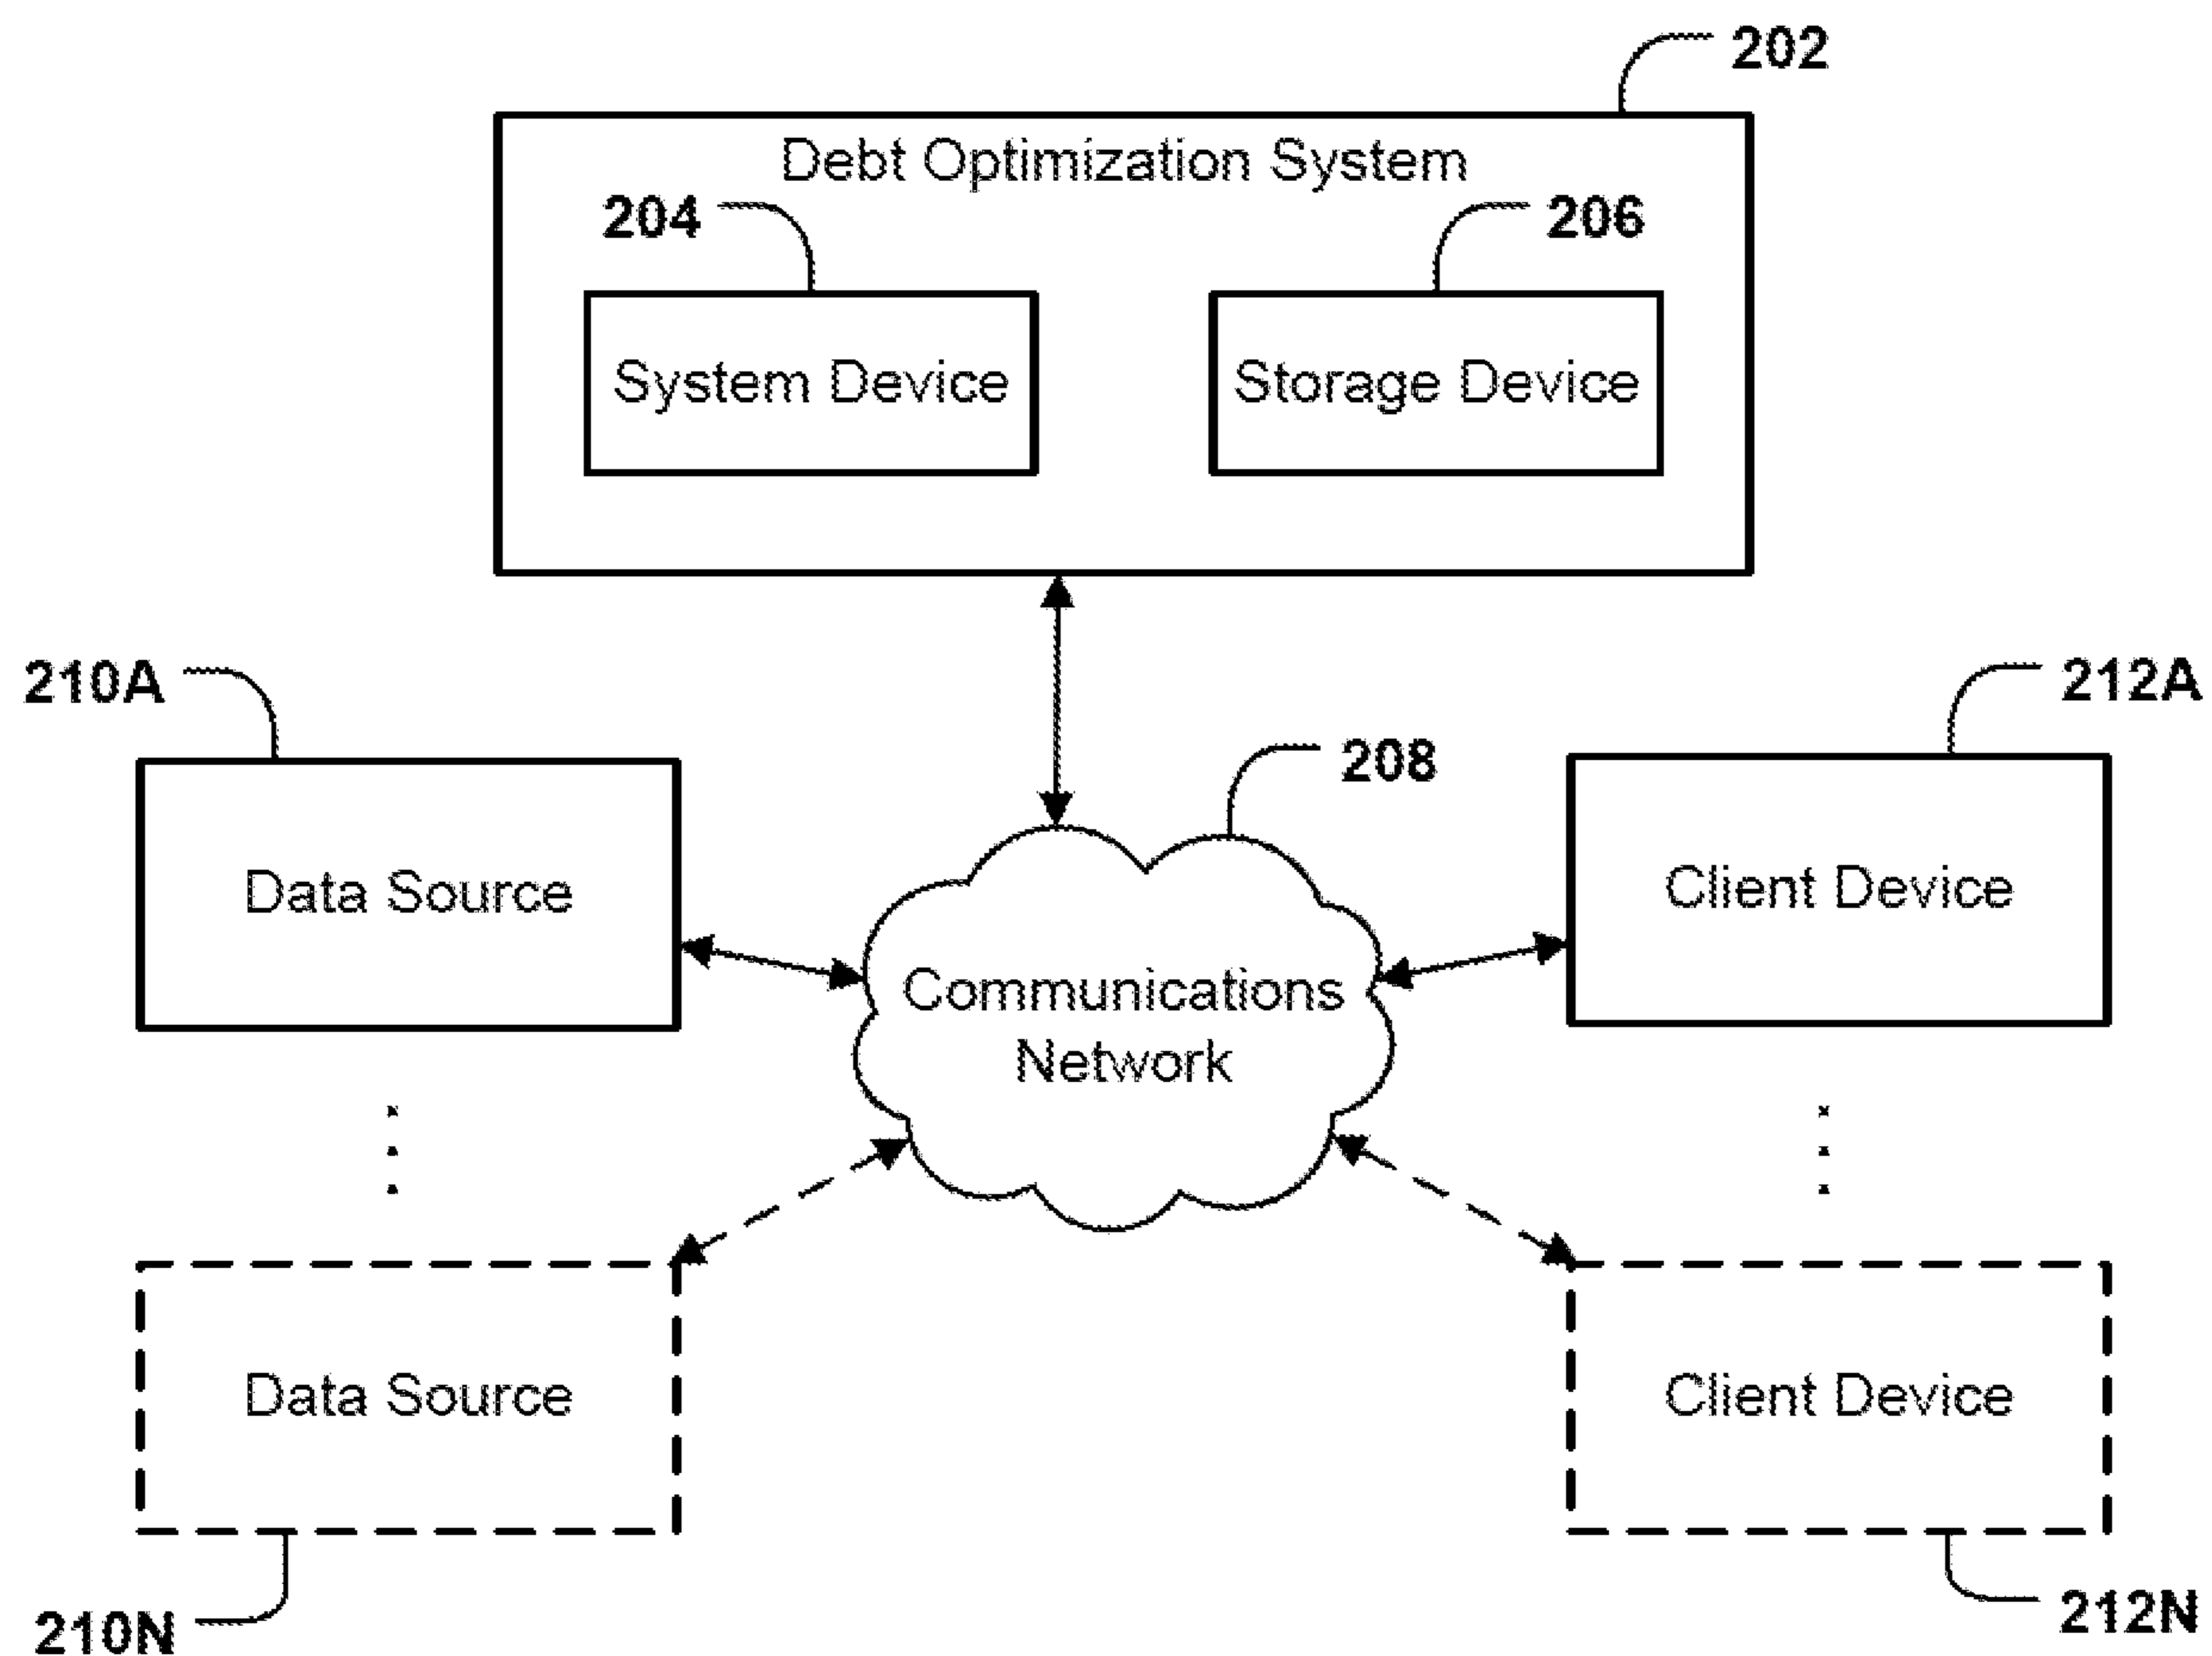 202
Debt Optimization System
204
206
System Device
Storage Device
210A
212A
208
Data Source
Client Device
Communications
Network
Data Source
Client Device
210N
212N